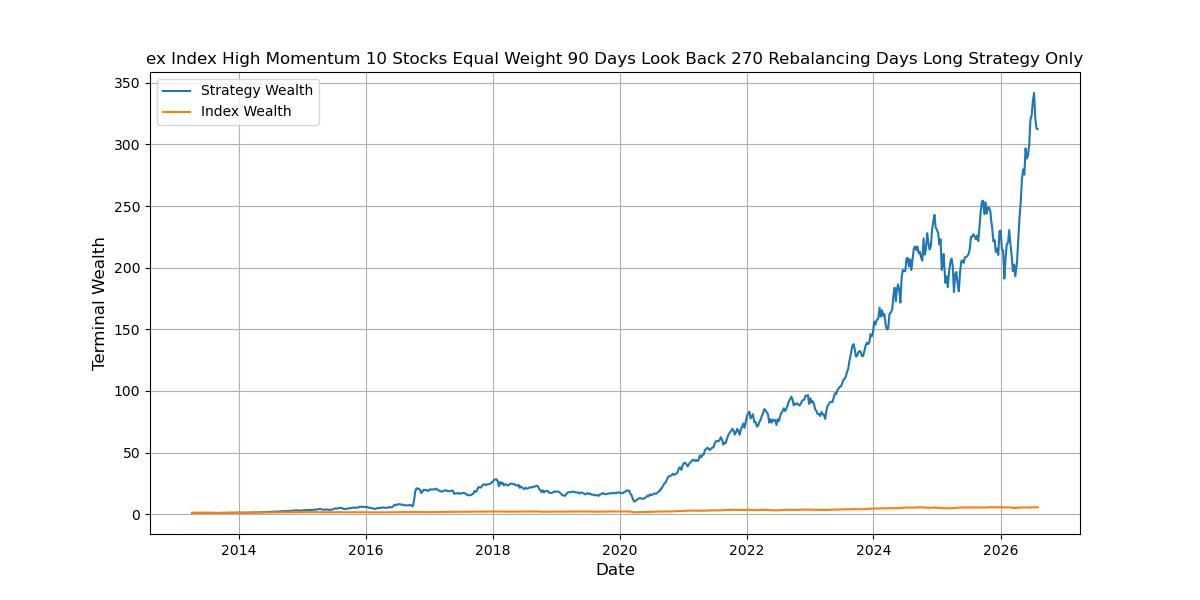 ex Index High Momentum 10 Stocks Equal Weight 90 Days Look Back 270 Rebalancing Days Long Strategy Only
Strategy Wealth
Index Wealth
350
300
250
200
150
100
50
0
Terminal Wealth
2014 2016 2018 2020 2022 2024 2026
Date